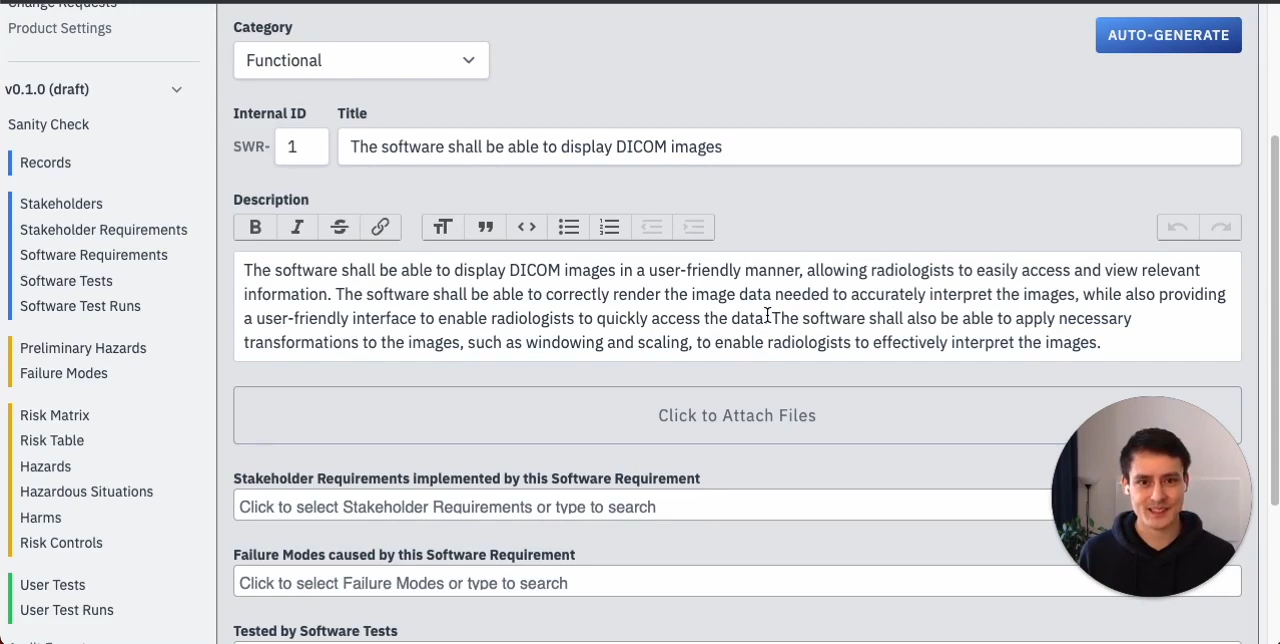 Change Requests
Product Settings
v0.1.0 (draft)
Sanity Check
Records
Stakeholders
Stakeholder Requirements
Software Requirements
Software Tests
Software Test Runs
Preliminary Hazards
Failure Modes
Risk Matrix
Risk Table
Hazards
Hazardous Situations
Harms
Risk Controls
User Tests
User Test Runs
Category
AUTO-GENERATE
Functional
Internal ID
Title
SWR-
1
The software shall be able to display DICOM images
Description
The software shall be able to display DICOM images in a user-friendly manner, allowing radiologists to easily access and view relevant
information. The software shall be able to correctly render the image data needed to accurately interpret the images, while also providing
a user-friendly interface to enable radiologists to quickly access the data. The software shall also be able to apply necessary
transformations to the images, such as windowing and scaling, to enable radiologists to effectively interpret the images.
Click to Attach Files
Stakeholder Requirements implemented by this Software Requirement
Click to select Stakeholder Requirements or type to search
Failure Modes caused by this Software Requirement
Click to select Failure Modes or type to search
Tested by Software Tests